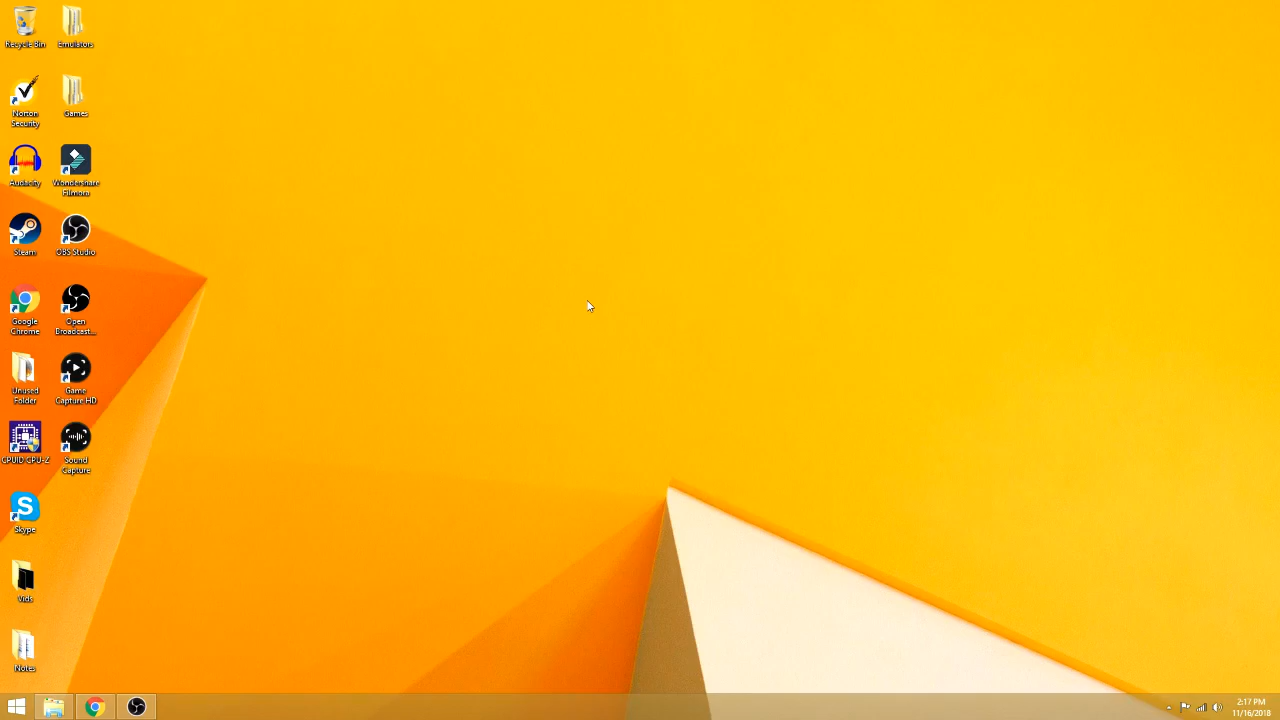 Recycle Bin
Emulators
Norton
Security
Games
Audacity
Wondershare
Filmora
Steam
OBS Studio
Google
Chrome
Open
Broadcast...
Unused
Folder
Game
Capture HD
CPUID CPU-Z
Sound
Capture
S
Skype
Vids
Notes
2:17 PM
11/16/2018